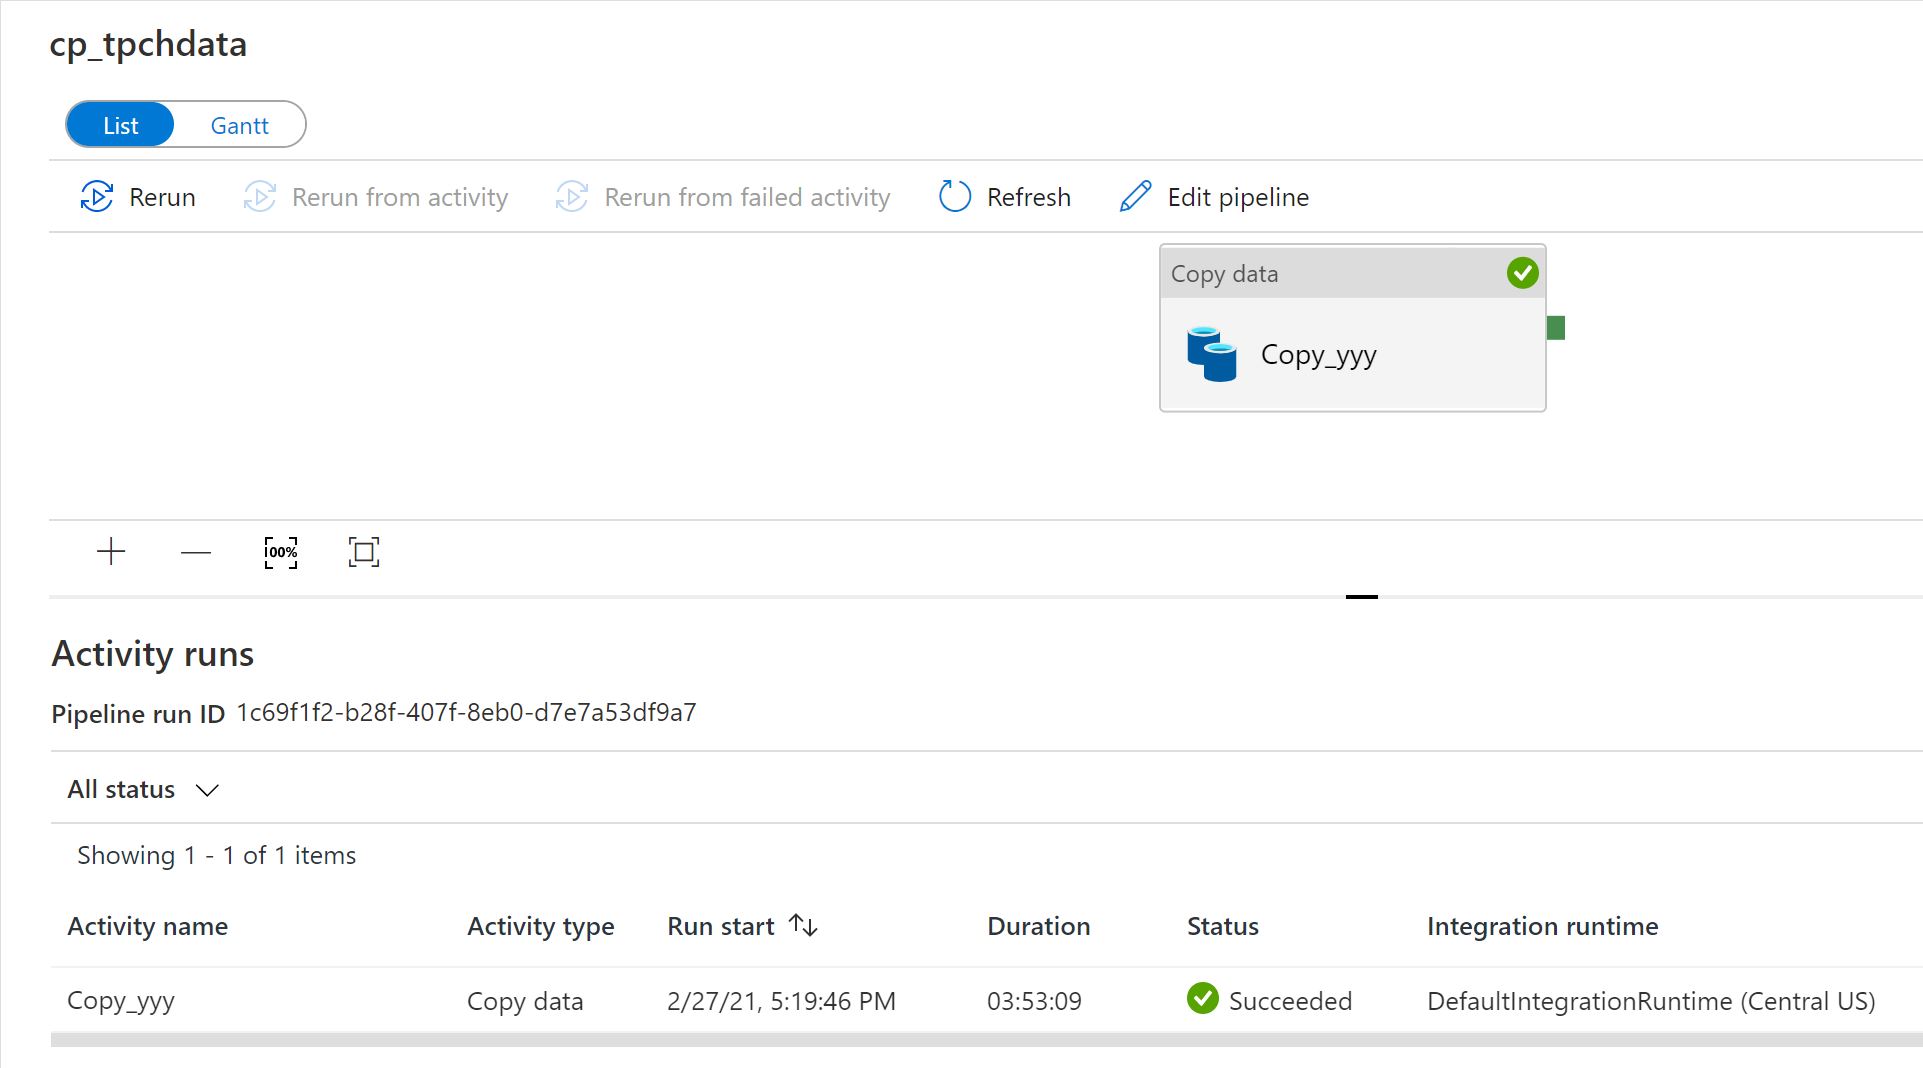 cp_tpchdata
List Gantt
Rerun Rerun from activity Rerun from failed activity Refresh Edit pipeline
Copy data
Copy_yyy
100%
Activity runs
Pipeline run ID 1c69f1f2-b28f-407f-8eb0-d7e7a53df9a7
All status
Showing 1 - 1 of 1 items
Activity name Activity type Run start Duration Status Integration runtime
Copy_yyy Copy data 2/27/21, 5:19:46 PM 03:53:09 Succeeded DefaultIntegrationRuntime (Central US)